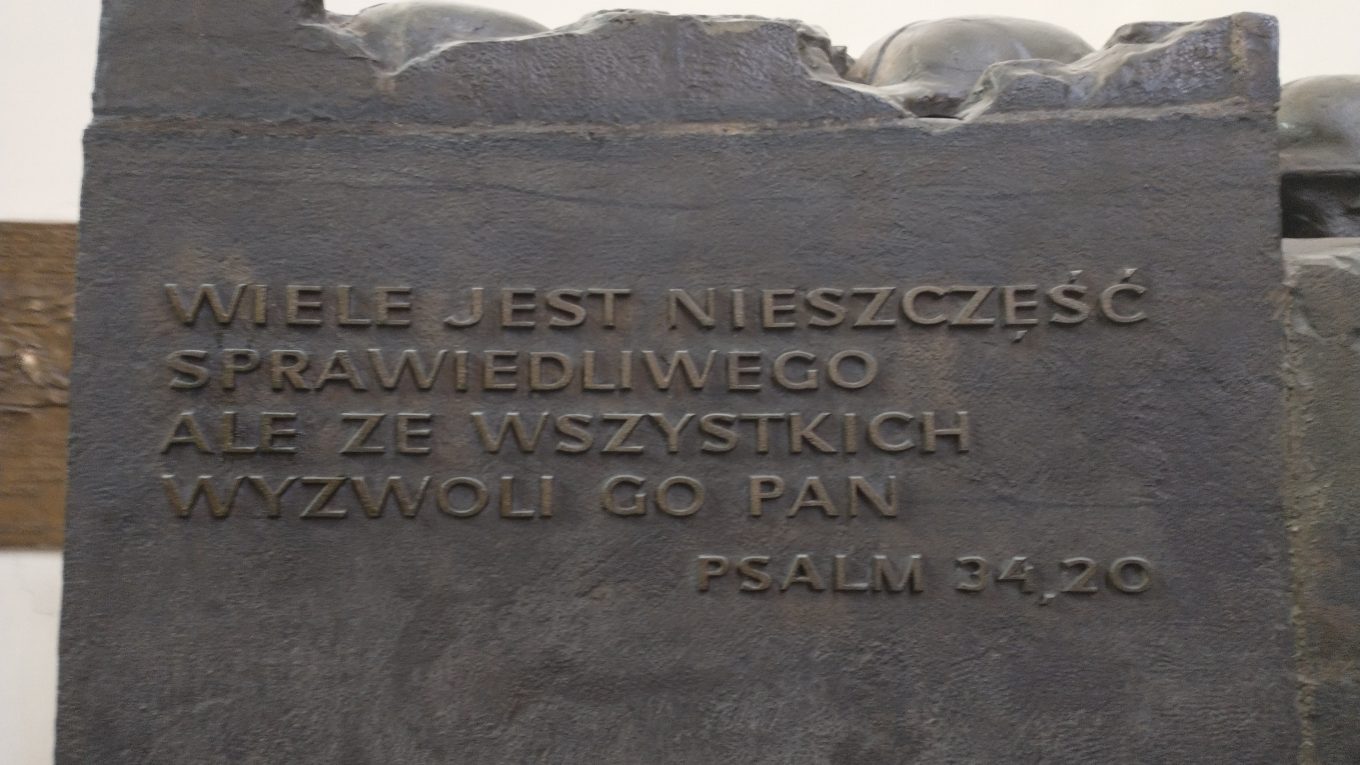 WIELE JEST NIESZCZĘŚĆ
SPRAWIEDLIWEGO
ALE ZE WSZYSTKICH
WYZWOLI GO PAN
PSALM 34,20